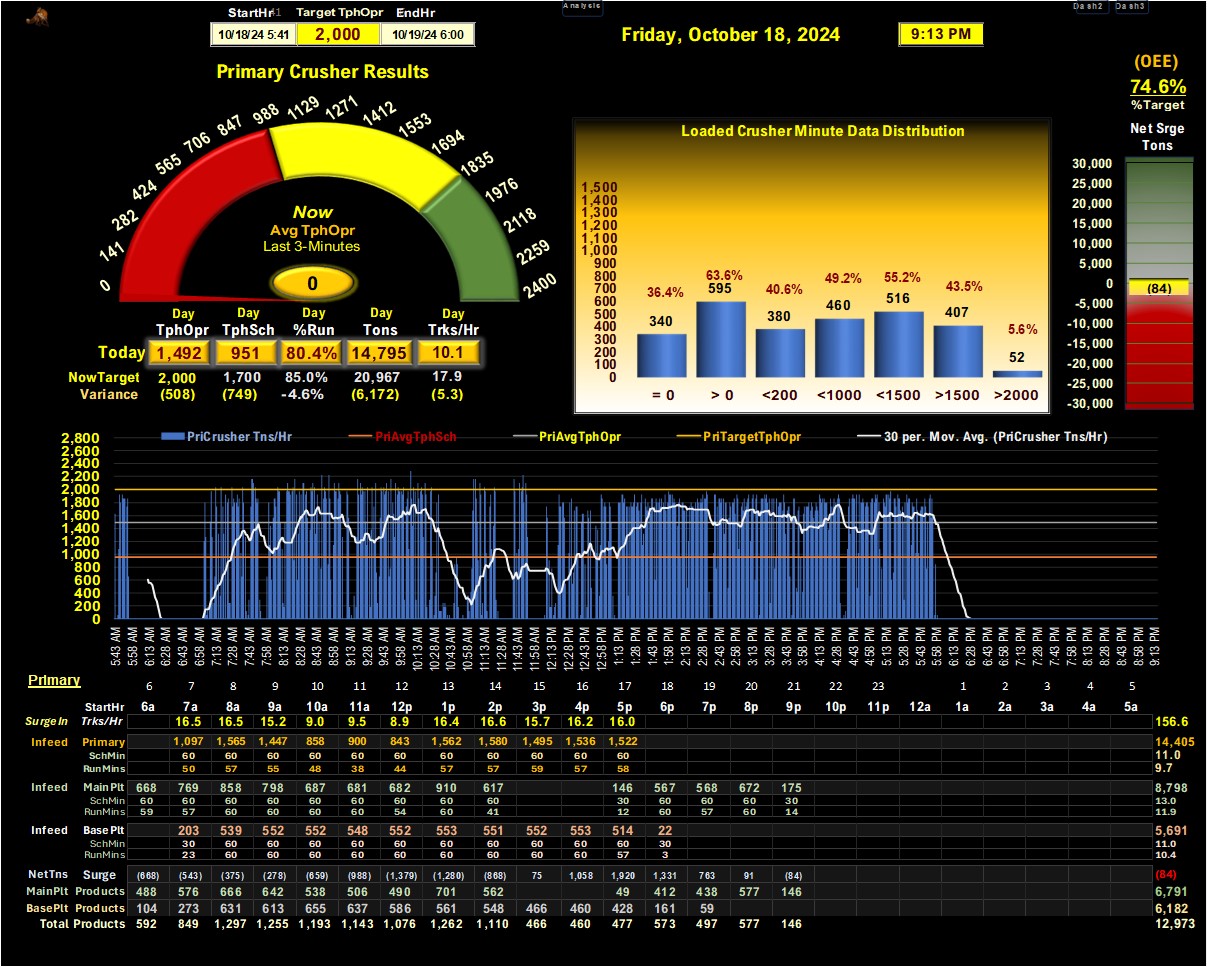 StartHr41 Target TphOpr EndHr
10/18/24 5:41 2,000 10/19/24 6:00
Analysis
Dash2 Dash3
Friday, October 18, 2024
9:13 PM
Primary Crusher Results
0 141 282 424 565 706 847 988 1129 1271 1412 1553 1694 1835 1976 2118 2259 2400
Now
Avg TphOpr
Last 3-Minutes
0
Day Day Day Day Day
TphOpr TphSch %Run Tons Trks/Hr
Today 1,492 951 80.4% 14,795 10.1
NowTarget 2,000 1,700 85.0% 20,967 17.9
Variance (508) (749) -4.6% (6,172) (5.3)
Loaded Crusher Minute Data Distribution
1,500
1,400
1,300
1,200
1,100
1,000
900
800
700
600
500
400
300
200
100
0
36.4% 63.6% 40.6% 49.2% 55.2% 43.5% 5.6%
340 595 380 460 516 407 52
= 0 > 0 <200 <1000 <1500 >1500 >2000
(OEE)
74.6%
%Target
Net Srge
Tons
30,000
25,000
20,000
15,000
10,000
5,000
0
-5,000
-10,000
-15,000
-20,000
-25,000
-30,000
(84)
PriCrusher Tns/Hr PriAvgTphSch PriAvgTphOpr PriTargetTphOpr 30 per. Mov. Avg. (PriCrusher Tns/Hr)
2,800
2,600
2,400
2,200
2,000
1,800
1,600
1,400
1,200
1,000
800
600
400
200
0
5:43 AM 5:58 AM 6:13 AM 6:28 AM 6:43 AM 6:58 AM 7:13 AM 7:28 AM 7:43 AM 7:58 AM 8:13 AM 8:28 AM 8:43 AM 8:58 AM 9:13 AM 9:28 AM 9:43 AM 9:58 AM 10:13 AM 10:28 AM 10:43 AM 10:58 AM 11:13 AM 11:28 AM 11:43 AM 11:58 AM 12:13 PM 12:28 PM 12:43 PM 12:58 PM 1:13 PM 1:28 PM 1:43 PM 1:58 PM 2:13 PM 2:28 PM 2:43 PM 2:58 PM 3:13 PM 3:28 PM 3:43 PM 3:58 PM 4:13 PM 4:28 PM 4:43 PM 4:58 PM 5:13 PM 5:28 PM 5:43 PM 5:58 PM 6:13 PM 6:28 PM 6:43 PM 6:58 PM 7:13 PM 7:28 PM 7:43 PM 7:58 PM 8:13 PM 8:28 PM 8:43 PM 8:58 PM 9:13 PM
Primary
6 7 8 9 10 11 12 13 14 15 16 17 18 19 20 21 22 23 1 2 3 4 5
StartHr 6a 7a 8a 9a 10a 11a 12p 1p 2p 3p 4p 5p 6p 7p 8p 9p 10p 11p 12a 1a 2a 3a 4a 5a
SurgeIn Trks/Hr 16.5 16.5 15.2 9.0 9.5 8.9 16.4 16.6 15.7 16.2 16.0 156.6
Infeed Primary 1,097 1,565 1,447 858 900 843 1,562 1,580 1,495 1,536 1,522 14,405
SchMin 60 60 60 60 60 60 60 60 60 60 60 11.0
RunMins 50 57 55 48 38 44 57 57 59 57 58 9.7
Infeed Main Plt 668 769 858 798 687 681 682 910 617 146 567 568 672 175 8,798
SchMin 60 60 60 60 60 60 60 60 60 30 60 60 60 30 13.0
RunMins 59 57 60 60 60 60 54 60 41 12 60 57 60 14 11.9
Infeed Base Plt 203 539 552 552 548 552 553 551 552 553 514 22 5,691
SchMin 30 60 60 60 60 60 60 60 60 60 60 60 11.0
RunMins 23 60 60 60 60 60 60 60 60 60 57 3 10.4
NetTns Surge (668) (543) (375) (278) (659) (988) (1,379) (1,280) (868) 75 1,058 1,920 1,331 763 91 (84) (84)
MainPlt Products 488 576 666 642 538 506 490 701 562 49 412 438 577 146 6,791
BasePlt Products 104 273 631 613 655 637 586 561 548 466 460 428 161 59 6,182
Total Products 592 849 1,297 1,255 1,193 1,143 1,076 1,262 1,110 466 460 477 573 497 577 146 12,973